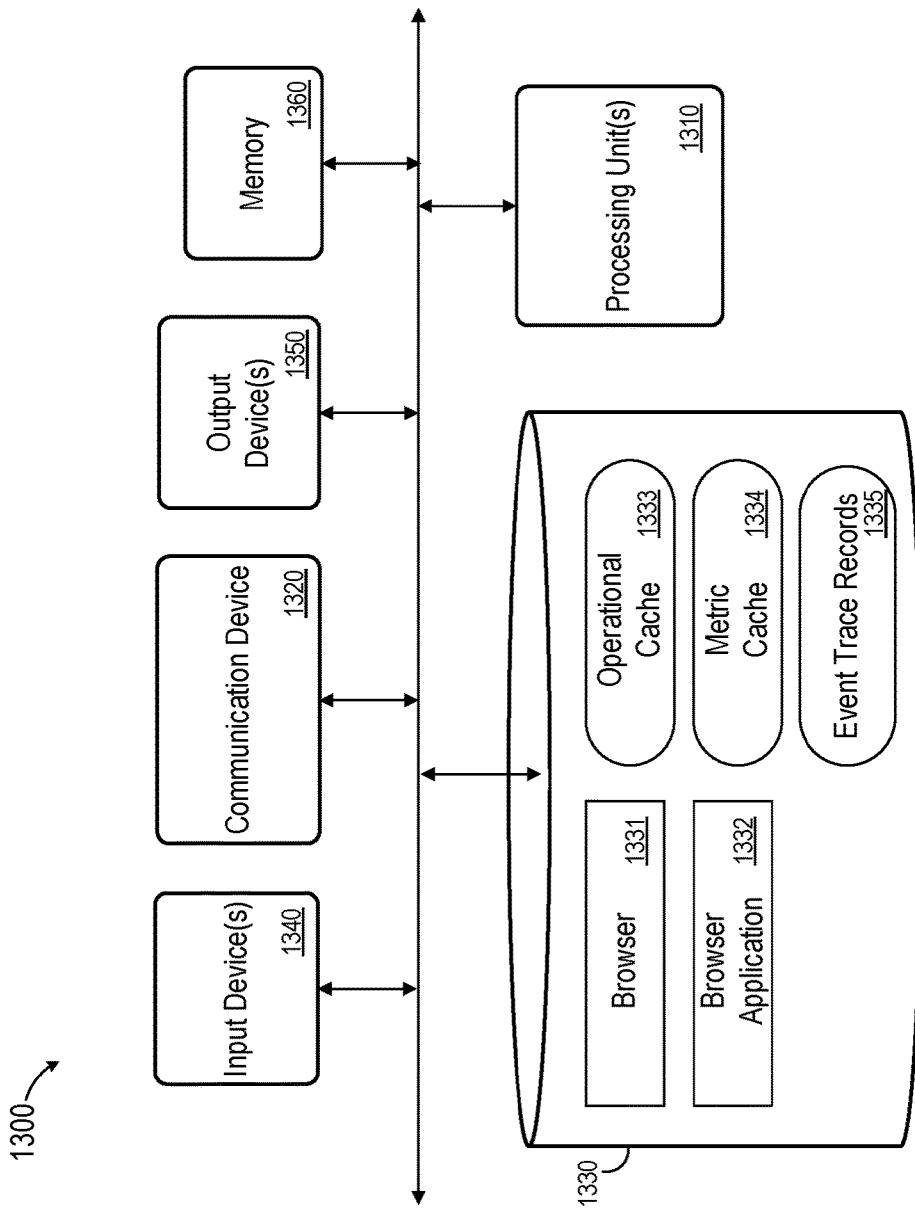 1300
Input Device(s)
1340
Communication Device
1320
Output
Device(s)
1350
Memory
1360
1330
Browser
1331
Browser
Application
1332
Operational
Cache
1333
Metric
Cache
1334
Event Trace Records
1335
Processing Unit(s)
1310